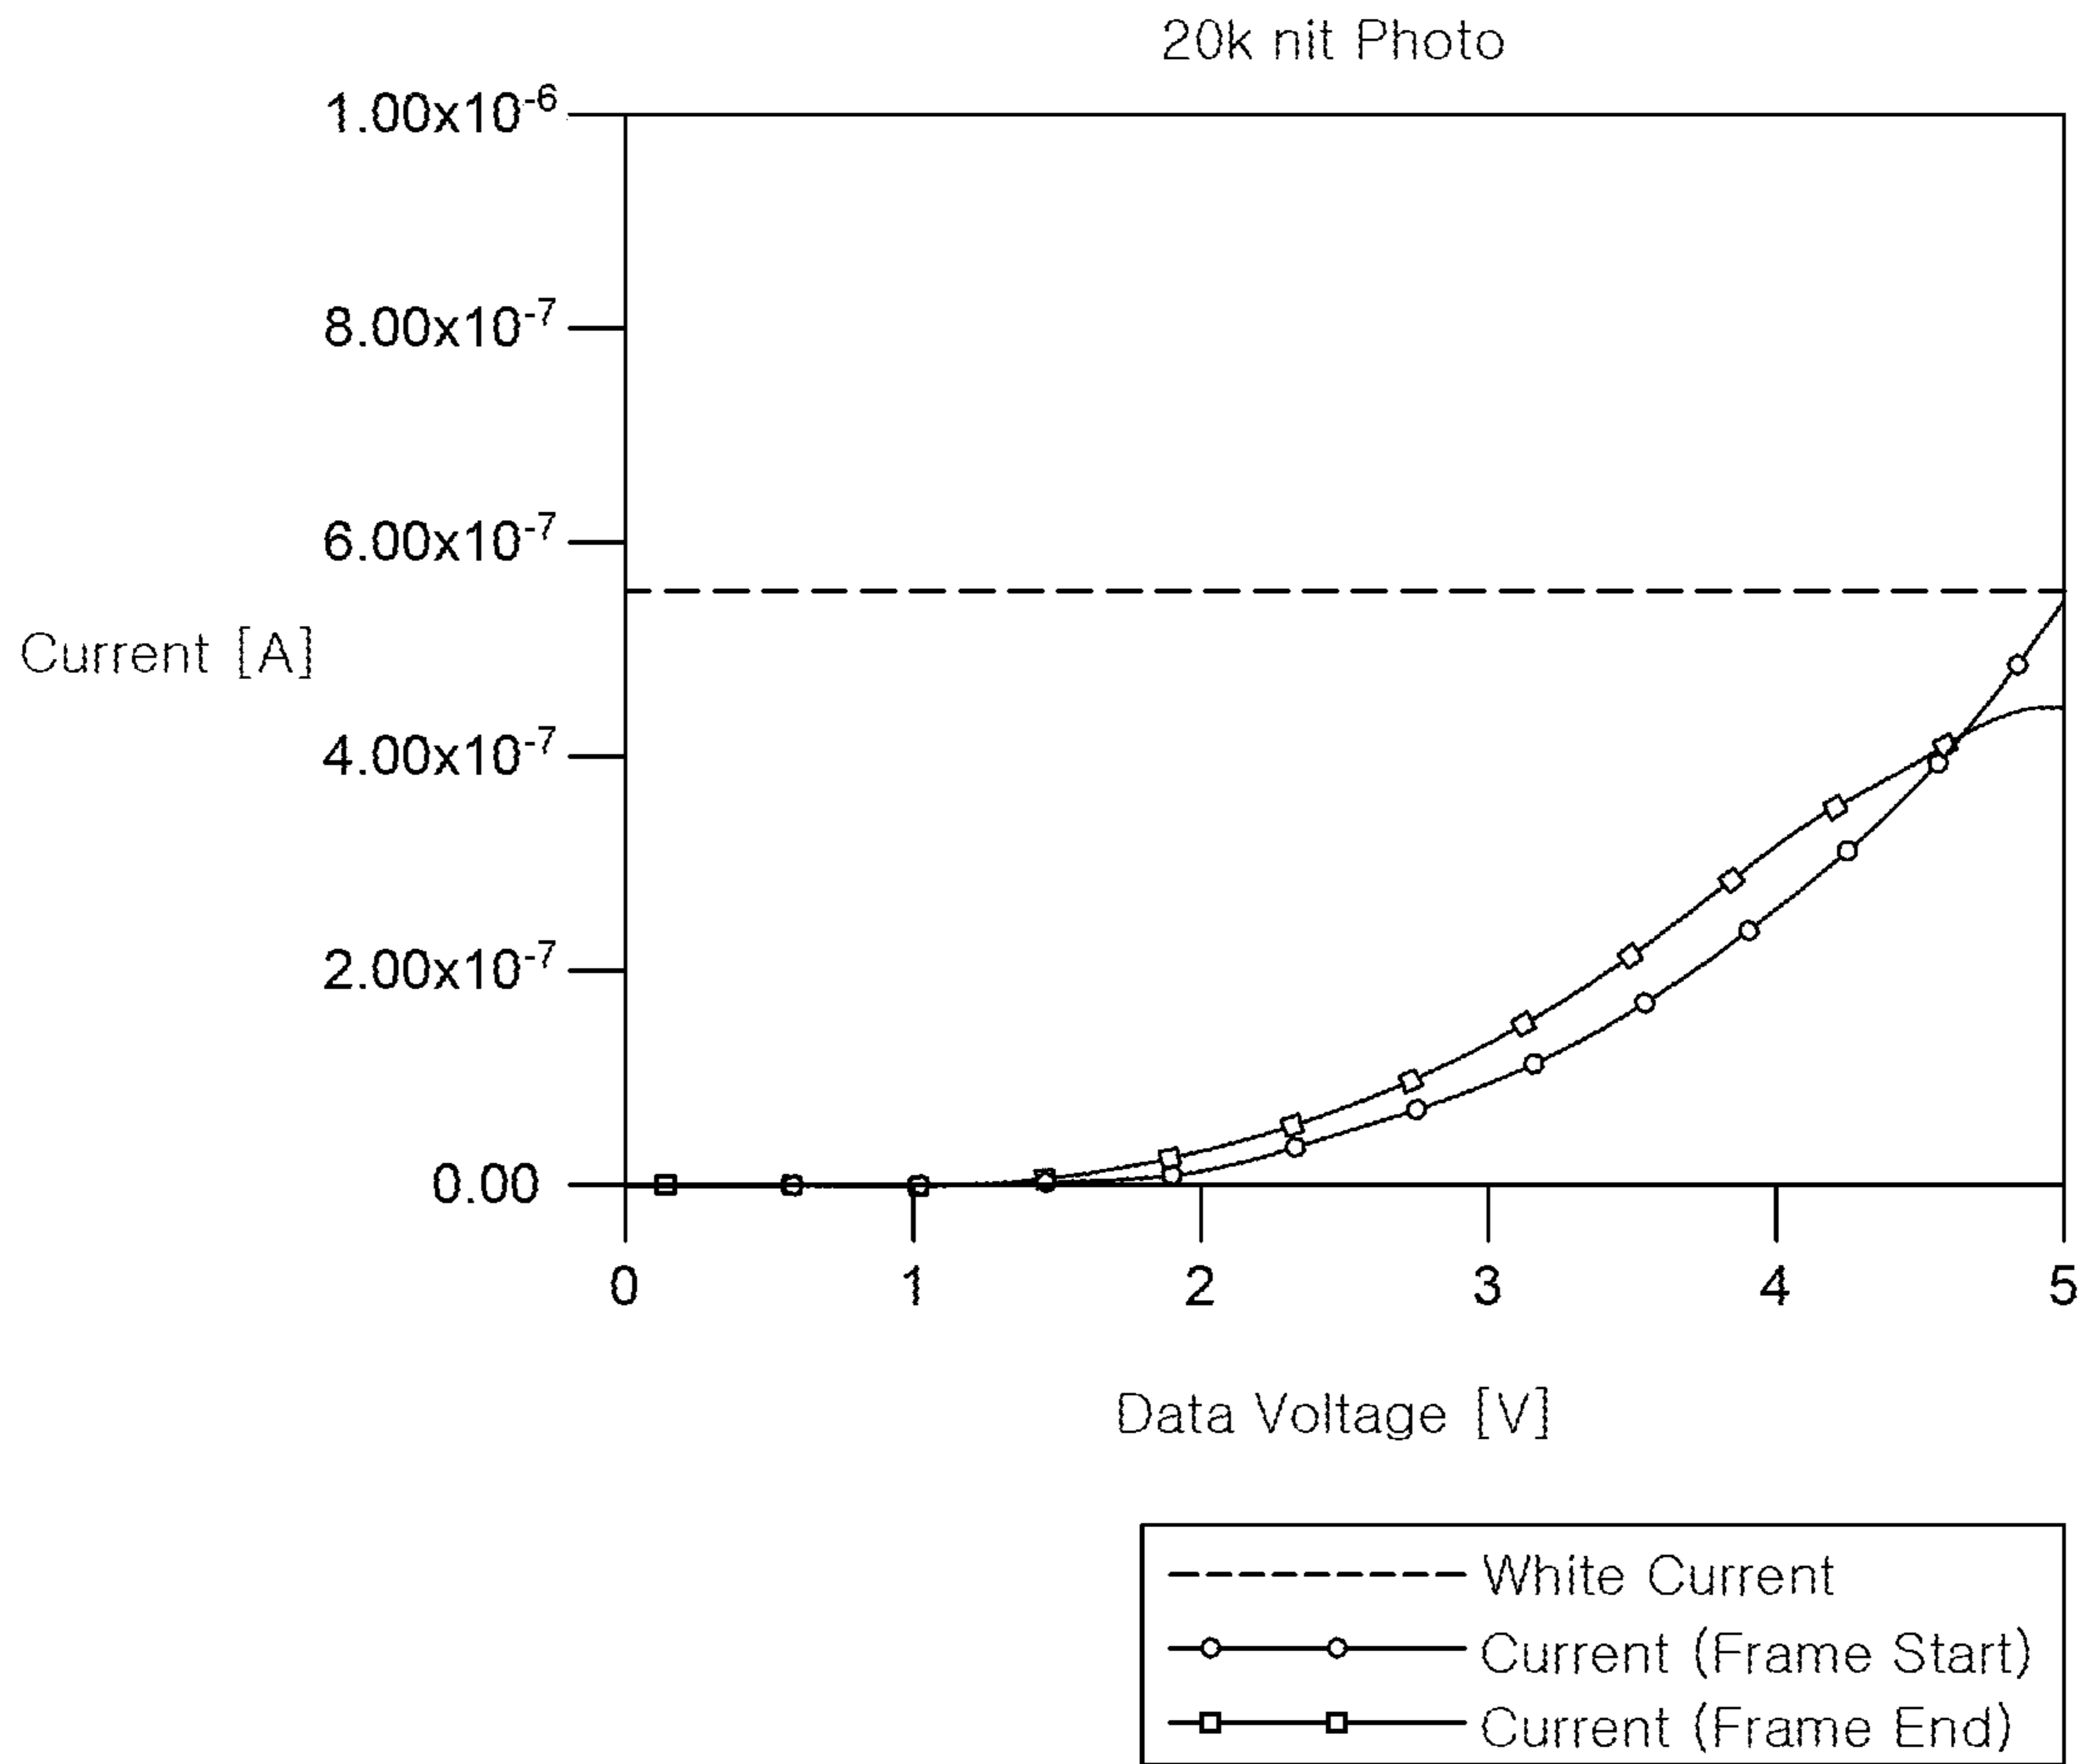 20k nit Photo
1.00x10⁻⁶
8.00x10⁻⁷
6.00x10⁻⁷
Current [A]
4.00x10⁻⁷
2.00x10⁻⁷
0.00
0 1 2 3 4 5
Data Voltage [V]
White Current
Current (Frame Start)
Current (Frame End)